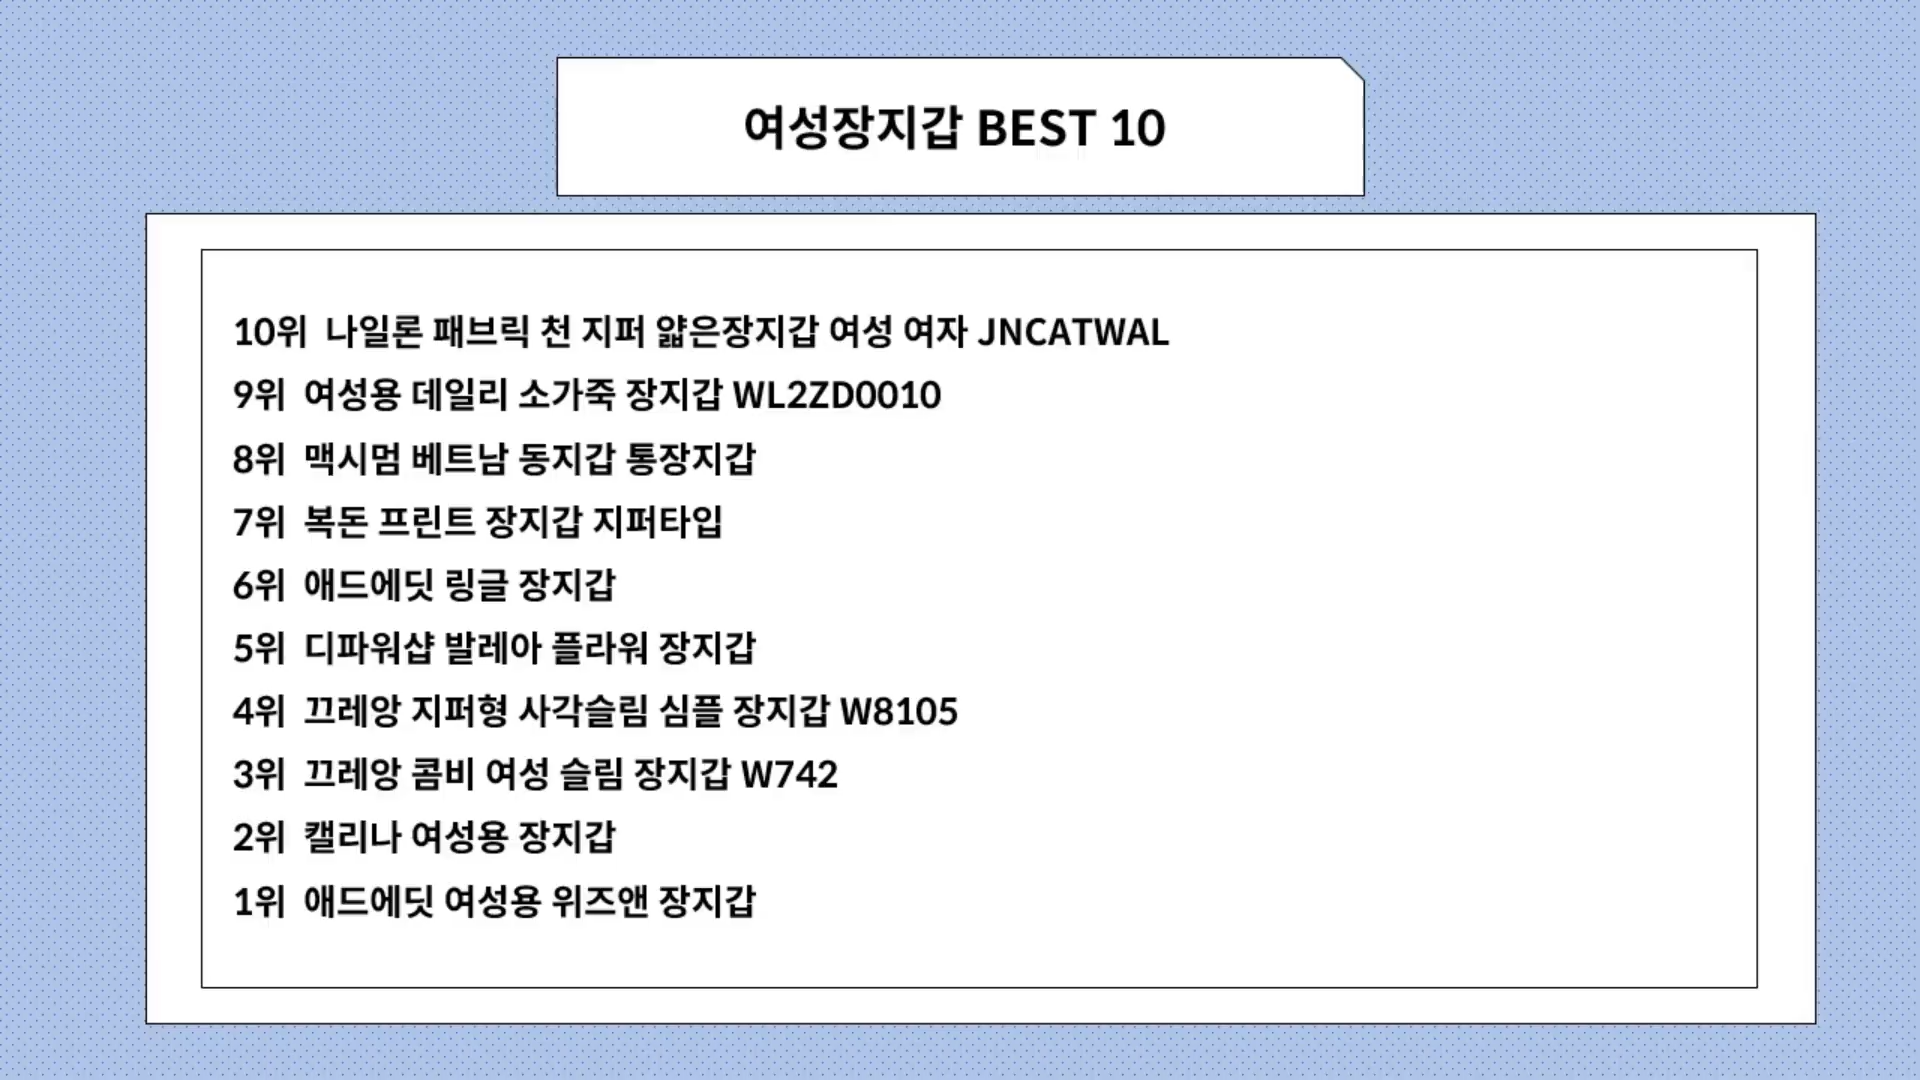 여성장지갑 BEST 10
10위 나일론 패브릭 천 지퍼 얇은장지갑 여성 여자 JNCATWAL
9위 여성용 데일리 소가죽 장지갑 WL2ZD0010
8위 맥시멈 베트남 동지갑 통장지갑
7위 복돈 프린트 장지갑 지퍼타입
6위 애드에딧 링글 장지갑
5위 디파워샵 발레아 플라워 장지갑
4위 끄레앙 지퍼형 사각슬림 심플 장지갑 W8105
3위 끄레앙 콤비 여성 슬림 장지갑 W742
2위 캘리나 여성용 장지갑
1위 애드에딧 여성용 위즈앤 장지갑